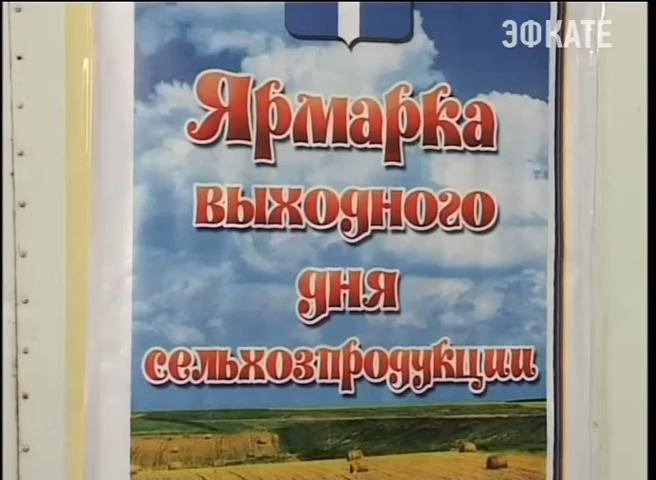 ЭФКАТЕ
Ярмарка
выходного
дня
сельхозпродукции